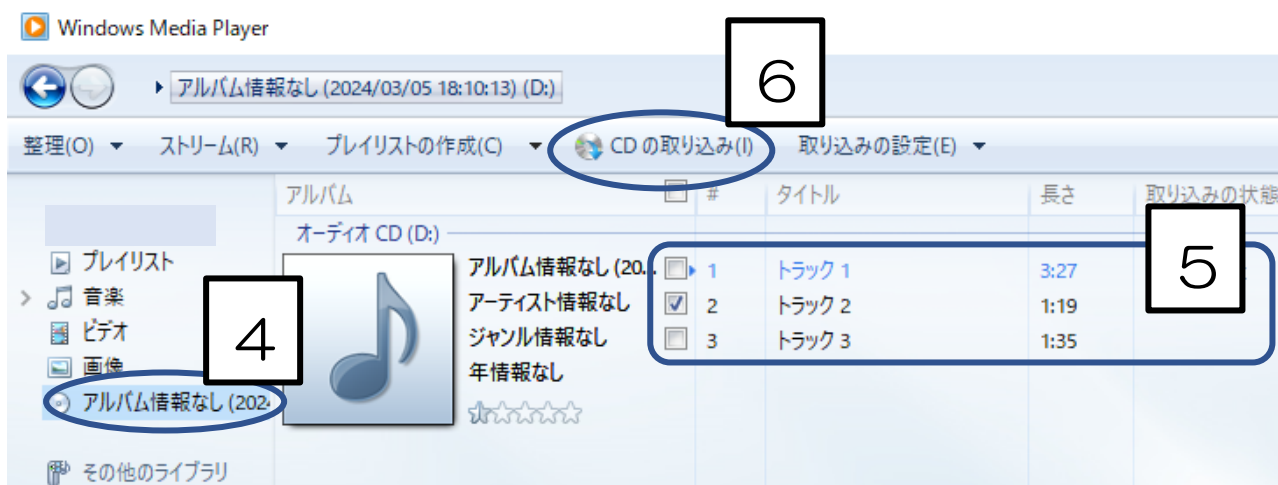 Windows Media Player
6
アルバム情報なし (2024/03/05 18:10:13) (D:)
整理(O) ストリーム(R) プレイリストの作成(C) CD の取り込み(I) 取り込みの設定(E)
アルバム # タイトル 長さ 取り込みの状態
オーディオ CD (D:)
5
プレイリスト アルバム情報なし (20... 1 トラック 1 3:27
音楽 アーティスト情報なし 2 トラック 2 1:19
4
ビデオ ジャンル情報なし 3 トラック 3 1:35
画像 年情報なし
アルバム情報なし (202
その他のライブラリ